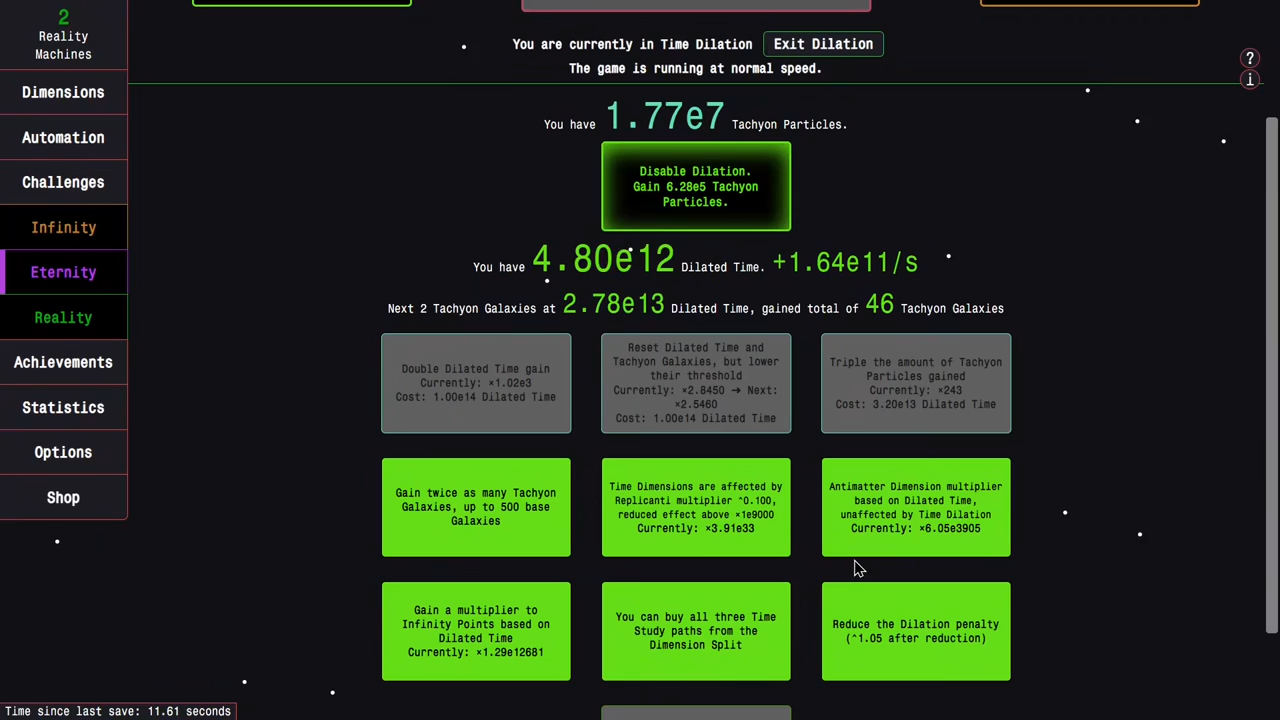 2
Reality
Machines
Dimensions
Automation
Challenges
Infinity
Eternity
Reality
Achievements
Statistics
Options
Shop
You are currently in Time Dilation
Exit Dilation
The game is running at normal speed.
?
i
You have 1.77e7 Tachyon Particles.
Disable Dilation.
Gain 6.28e5 Tachyon
Particles.
You have 4.80e12 Dilated Time. +1.64e11/s
Next 2 Tachyon Galaxies at 2.78e13 Dilated Time, gained total of 46 Tachyon Galaxies
Double Dilated Time gain
Currently: ×1.02e3
Cost: 1.00e14 Dilated Time
Reset Dilated Time and
Tachyon Galaxies, but lower
their threshold
Currently: ×2.8450 ➜ Next:
×2.5460
Cost: 1.00e14 Dilated Time
Triple the amount of Tachyon
Particles gained
Currently: ×243
Cost: 3.20e13 Dilated Time
Gain twice as many Tachyon
Galaxies, up to 500 base
Galaxies
Time Dimensions are affected by
Replicanti multiplier ^0.100,
reduced effect above ×1e9000
Currently: ×3.91e33
Antimatter Dimension multiplier
based on Dilated Time,
unaffected by Time Dilation
Currently: ×6.05e3905
Gain a multiplier to
Infinity Points based on
Dilated Time
Currently: ×1.29e12681
You can buy all three Time
Study paths from the
Dimension Split
Reduce the Dilation penalty
(^1.05 after reduction)
Time since last save: 11.61 seconds